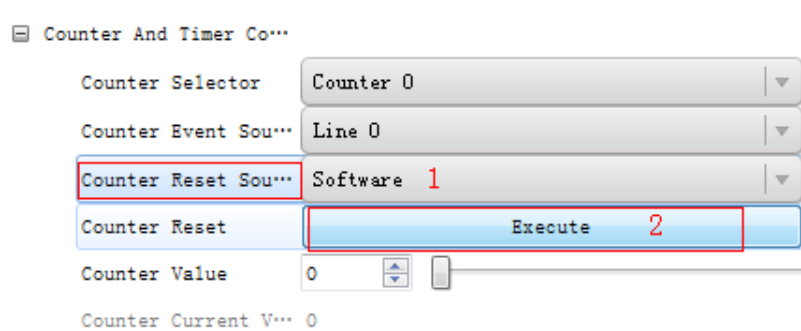 Counter And Timer Co…
Counter Selector Counter 0
Counter Event Sou… Line 0
Counter Reset Sou… Software 1
Counter Reset Execute 2
Counter Value 0
Counter Current V… 0